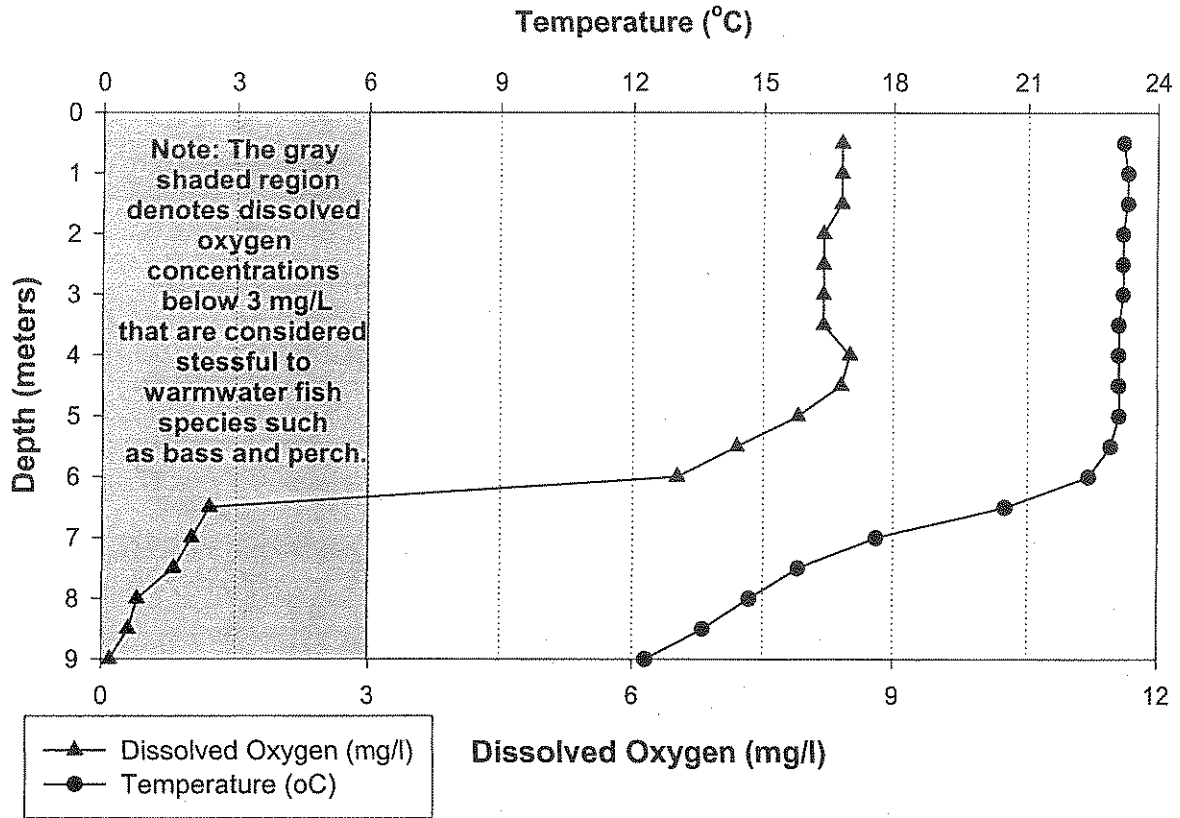 Temperature (°C)
0 3 6 9 12 15 18 21 24
Note: The gray
shaded region
denotes dissolved
oxygen
concentrations
below 3 mg/L
that are considered
stessful to
warmwater fish
species such
as bass and perch.
Depth (meters)
0
1
2
3
4
5
6
7
8
9
0 3 6 9 12
Dissolved Oxygen (mg/l)
Dissolved Oxygen (mg/l)
Temperature (oC)